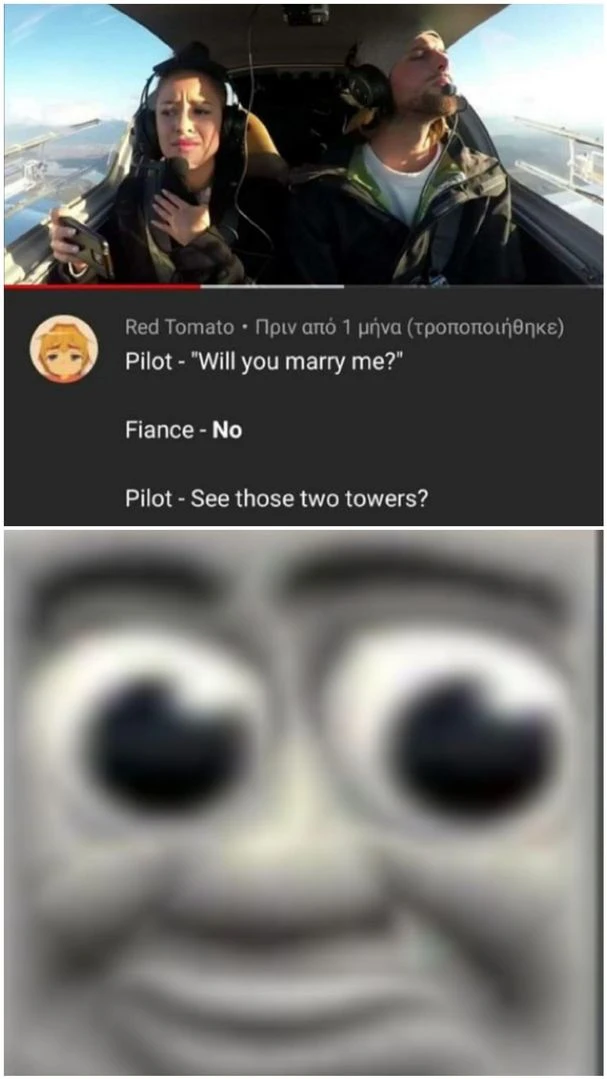 Red Tomato • Πριν από 1 μήνα (τροποποιήθηκε)
Pilot - "Will you marry me?"
Fiance - No
Pilot - See those two towers?